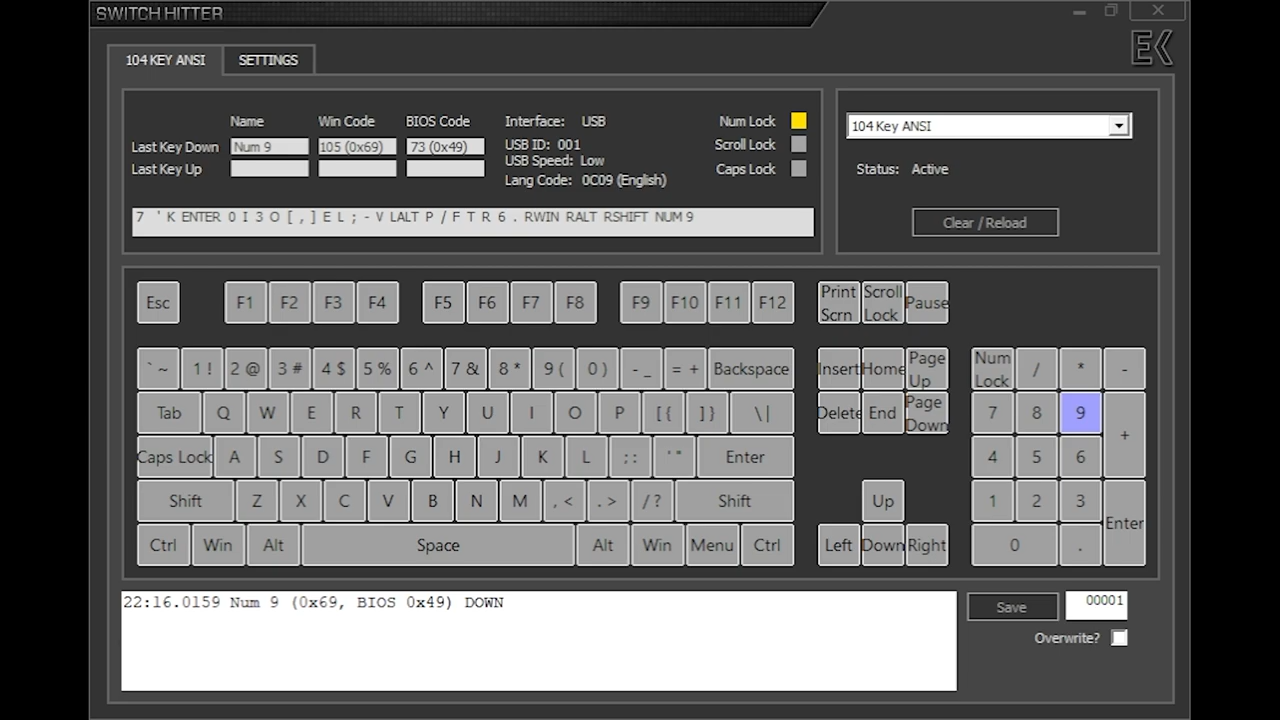 SWITCH HITTER
EK
104 KEY ANSI SETTINGS
Name Win Code BIOS Code
Last Key Down Num 9 105 (0x69) 73 (0x49)
Last Key Up
Interface: USB
USB ID: 001
USB Speed: Low
Lang Code: 0C09 (English)
Num Lock
Scroll Lock
Caps Lock
7 ' K ENTER 0 I 3 O [ , ] E L ; - V LALT P / F T R 6 . RWIN RALT RSHIFT NUM 9
104 Key ANSI
Status: Active
Clear / Reload
Esc F1 F2 F3 F4 F5 F6 F7 F8 F9 F10 F11 F12 Print Scrn Scroll Lock Pause
` ~ 1 ! 2 @ 3 # 4 $ 5 % 6 ^ 7 & 8 * 9 ( 0 ) - _ = + Backspace Insert Home Page Up Num Lock / * -
Tab Q W E R T Y U I O P [ { ] } \ | Delete End Page Down 7 8 9 +
Caps Lock A S D F G H J K L ; : ' " Enter 4 5 6
Shift Z X C V B N M , < . > / ? Shift Up 1 2 3 Enter
Ctrl Win Alt Space Alt Win Menu Ctrl Left Down Right 0 .
22:16.0159 Num 9 (0x69, BIOS 0x49) DOWN
Save 00001
Overwrite?